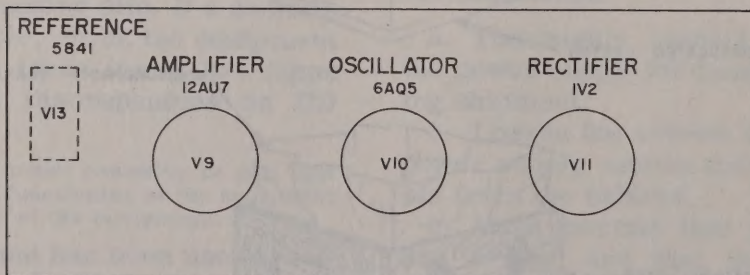 REFERENCE
5841
V13
AMPLIFIER
12AU7
V9
OSCILLATOR
6AQ5
V10
RECTIFIER
1V2
V11